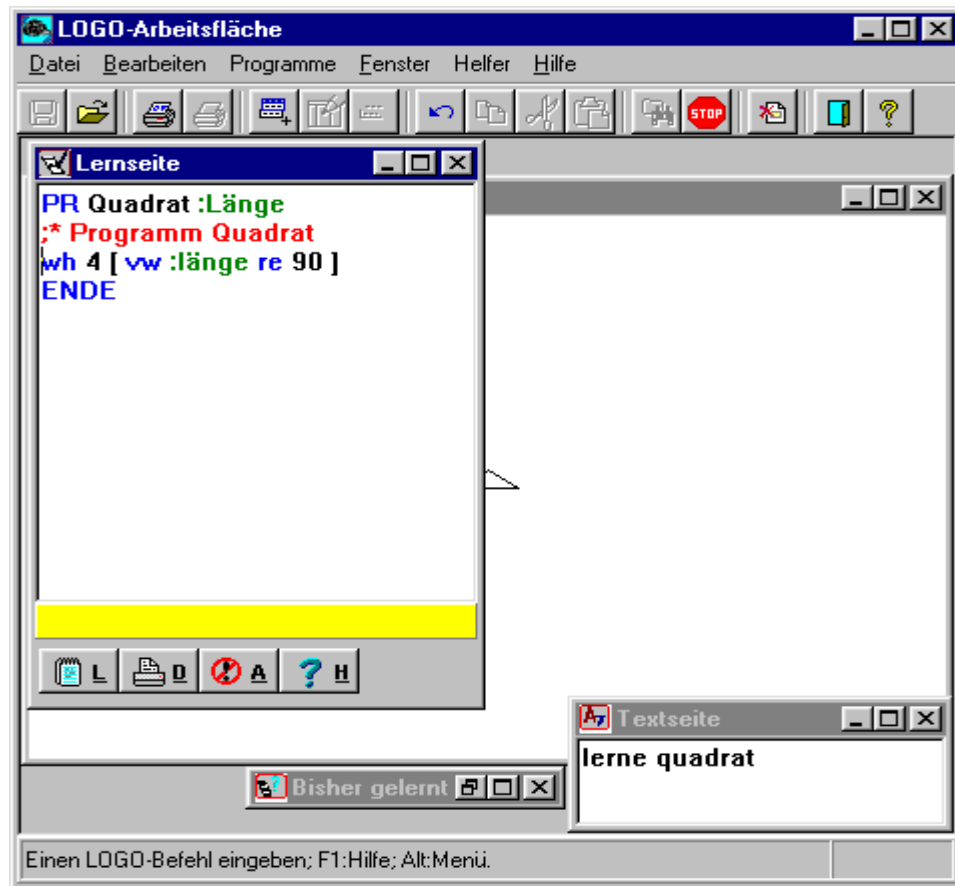 LOGO-Arbeitsfläche
Datei Bearbeiten Programme Fenster Helfer Hilfe
STOP
Lernseite
PR Quadrat :Länge
;* Programm Quadrat
wh 4 [ vw :länge re 90 ]
ENDE
L D A H
Textseite
lerne quadrat
Bisher gelernt
Einen LOGO-Befehl eingeben; F1:Hilfe; Alt:Menü.